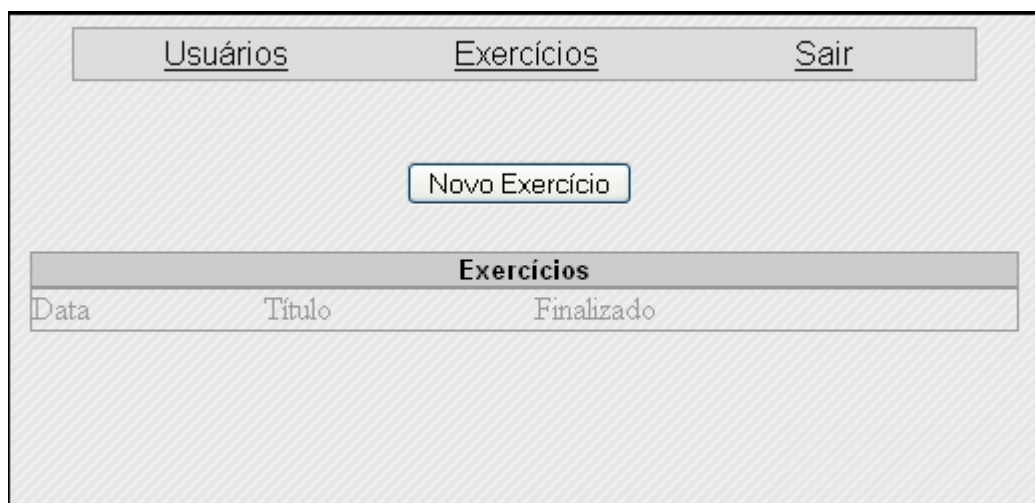 Usuários Exercícios Sair
Novo Exercício
Exercícios
Data Título Finalizado